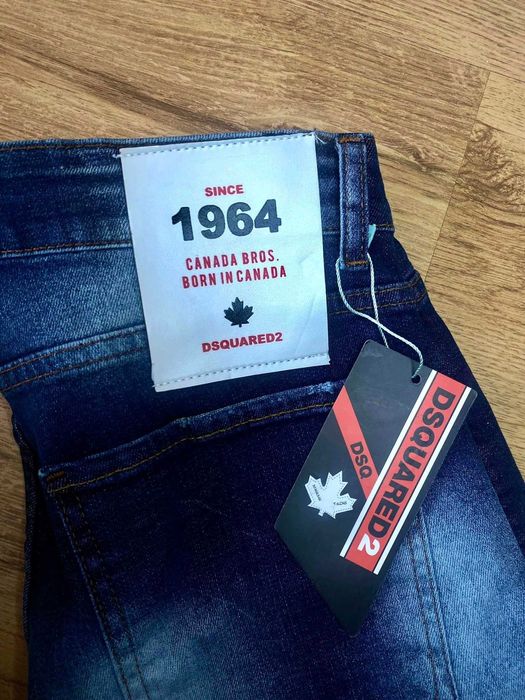 SINCE
1964
CANADA BROS.
BORN IN CANADA
DSQUARED2
DSQUARED2
DSQ